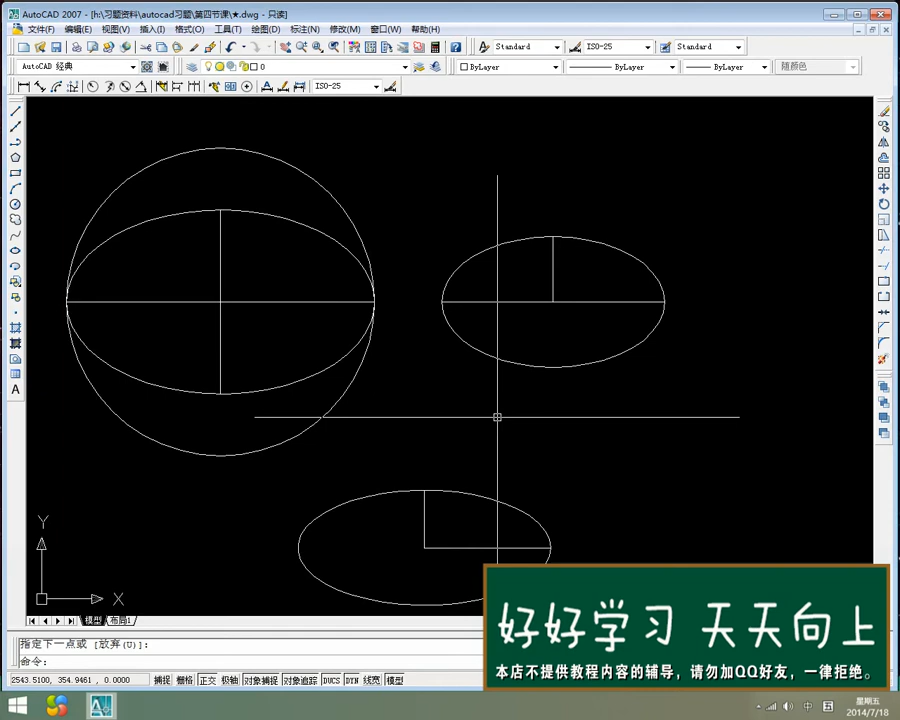 AutoCAD 2007 - [h:\习题资料\autocad习题\第四节课\★.dwg - 只读]
文件(F) 编辑(E) 视图(V) 插入(I) 格式(O) 工具(T) 绘图(D) 标注(N) 修改(M) 窗口(W) 帮助(H)
Standard ISO-25 Standard
AutoCAD 经典 0 ByLayer ByLayer ByLayer 随颜色
ISO-25
A
Y
X
模型 布局1
指定下一点或 [放弃(U)]:
命令:
2543.5100, 354.9461, 0.0000 捕捉 栅格 正交 极轴 对象捕捉 对象追踪 DUCS DYN 线宽 模型
好好学习 天天向上
本店不提供教程内容的辅导，请勿加QQ好友，一律拒绝。
中 五 星期五
2014/7/18